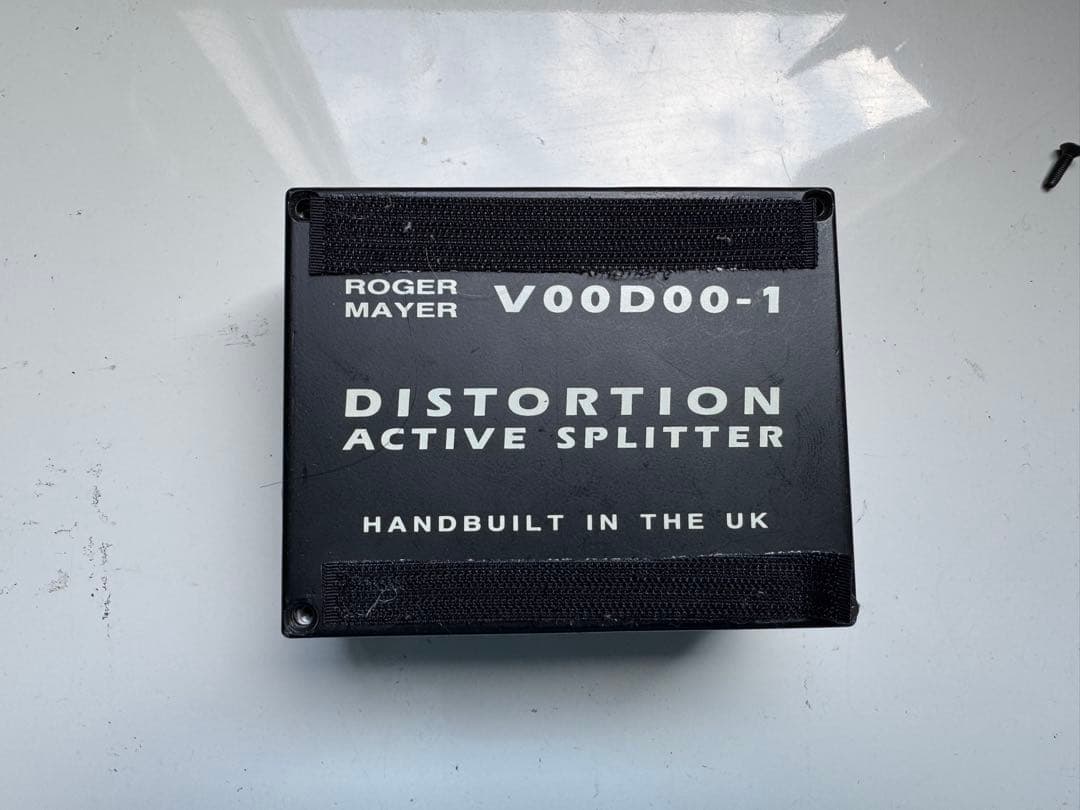 ROGER MAYER V00D00-1
DISTORTION
ACTIVE SPLITTER
HANDBUILT IN THE UK